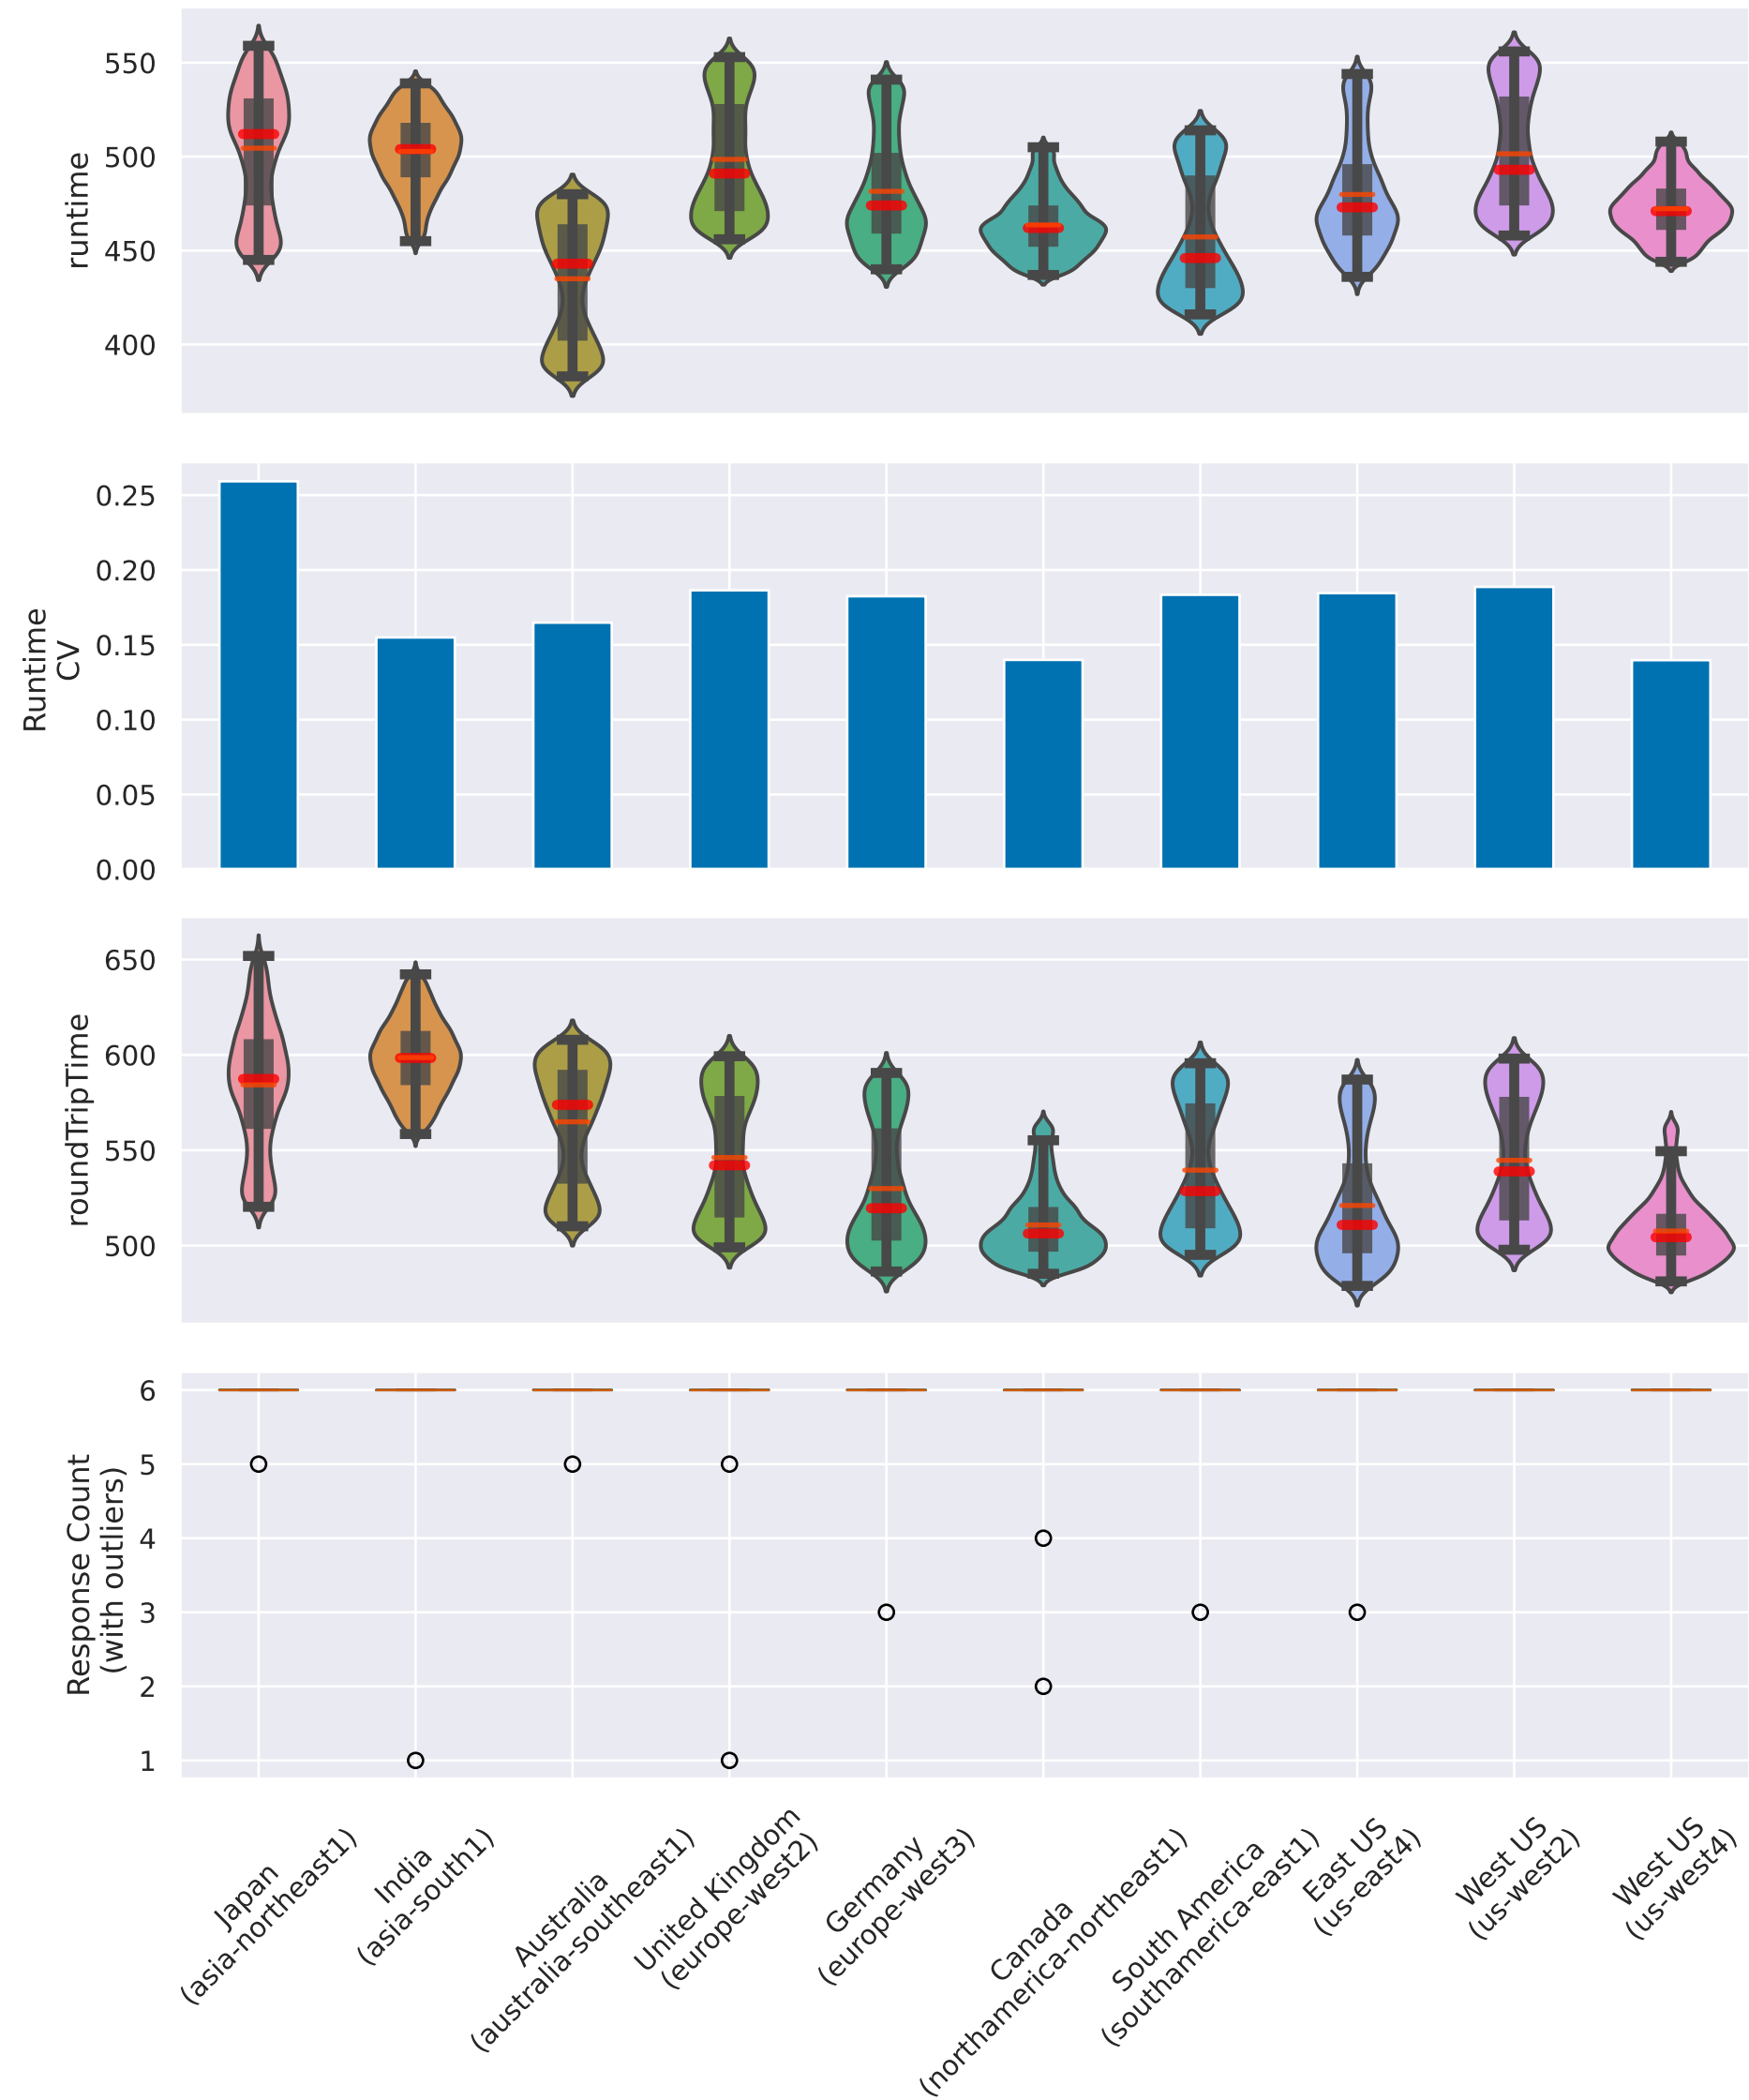 550
500
450
400
runtime
0.25
0.20
0.15
0.10
0.05
0.00
Runtime
CV
650
600
550
500
roundTripTime
6
5
4
3
2
1
Response Count
(with outliers)
Japan
(asia-northeast1)
India
(asia-south1)
Australia
(australia-southeast1)
United Kingdom
(europe-west2)
Germany
(europe-west3)
Canada
(northamerica-northeast1)
South America
(southamerica-east1)
East US
(us-east4)
West US
(us-west2)
West US
(us-west4)